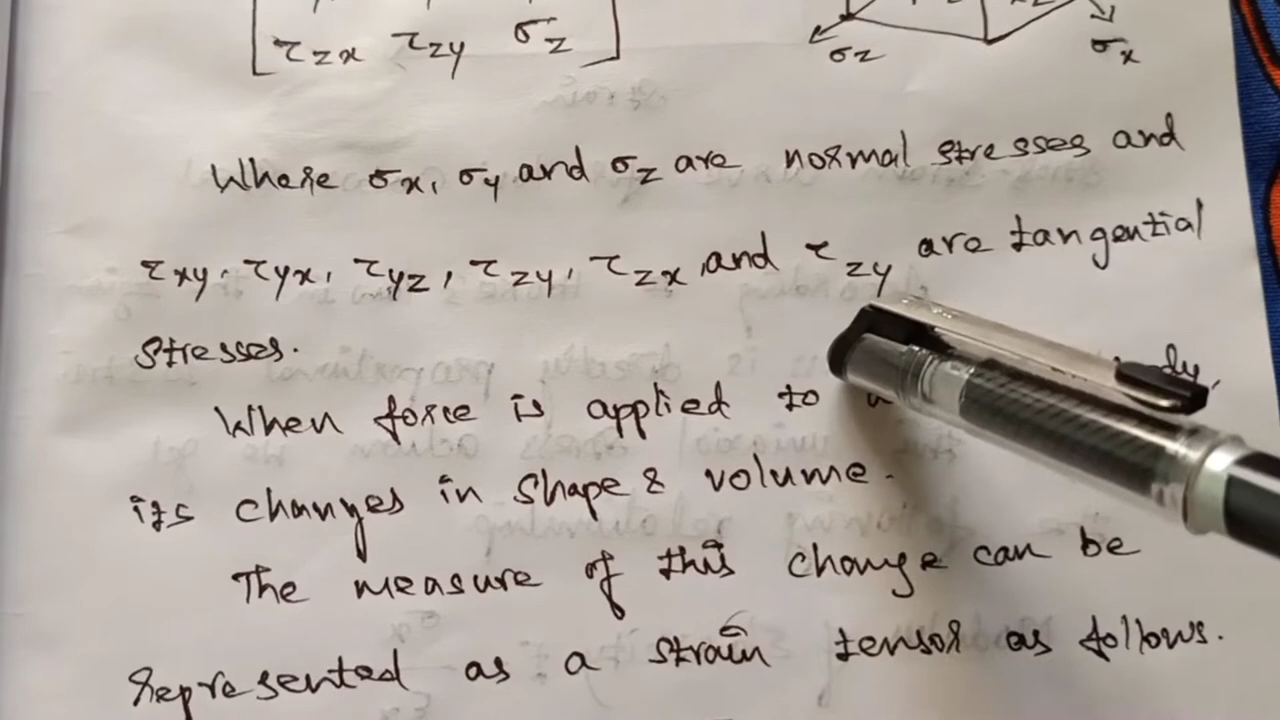 τzx τzy σz
σz
σx
Where σx, σy and σz are normal stresses and
τxy, τyx, τyz, τzy, τzx and τzy are tangential
stresses.
When force is applied to
its changes in shape & volume.
The measure of this change can be
represented as a strain tensor as follows.